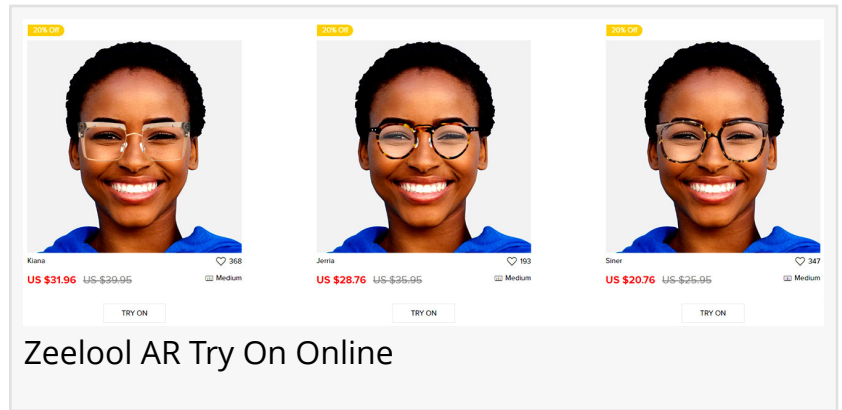 20% Off 20% Off 20% Off
Kiana 368 Jerria 193 Siner 347
US $31.96 US $39.95 Medium US $28.76 US $35.95 Medium US $20.76 US $25.95 Medium
TRY ON TRY ON TRY ON
Zeelool AR Try On Online